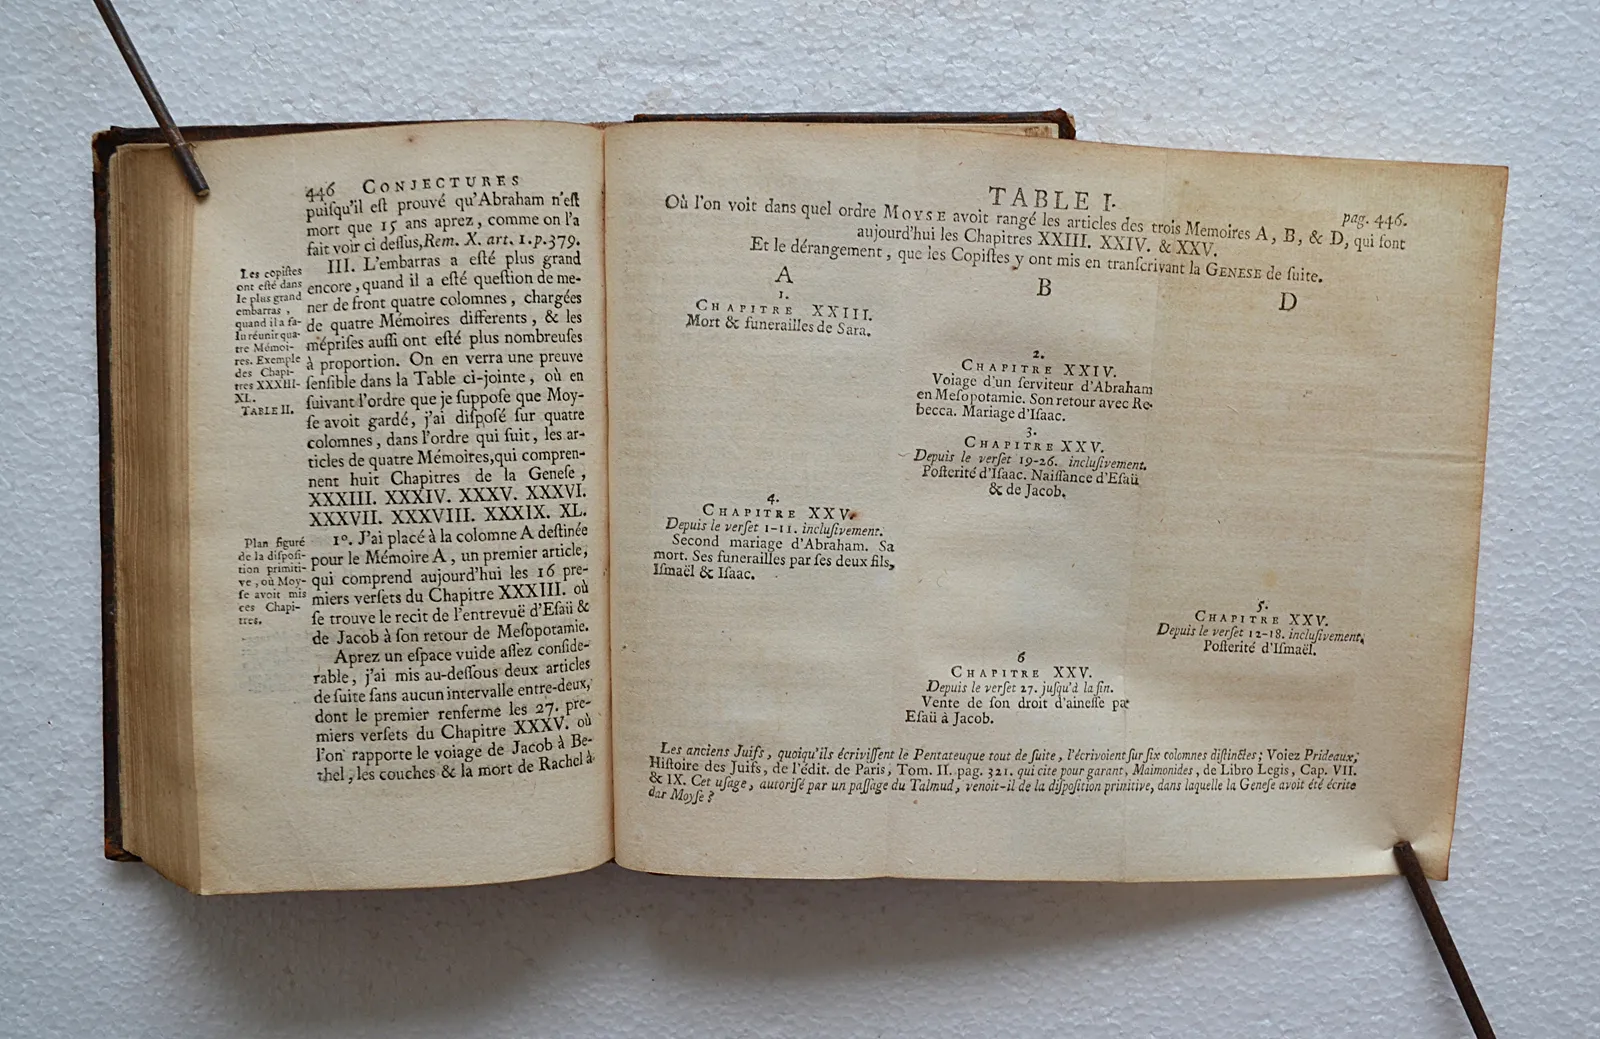 446 CONJECTURES
puiſqu'il eſt prouvé qu'Abraham n'eſt
mort que 15 ans aprez, comme on l'a
fait voir ci deſſus, Rem. X. art. 1. p. 379.
III. L'embarras a eſté plus grand
encore, quand il a eſté queſtion de me-
ner de front quatre colomnes, chargées
de quatre Mémoires differents, & les
mépriſes auſſi ont eſté plus nombreuſes
à proportion. On en verra une preuve
ſenſible dans la Table ci-jointe, où en
ſuivant l'ordre que je ſuppoſe que Moy-
ſe avoit gardé, j'ai diſpoſé ſur quatre
colomnes, dans l'ordre qui ſuit, les ar-
ticles de quatre Mémoires, qui compren-
nent huit Chapitres de la Geneſe,
XXXIII. XXXIV. XXXV. XXXVI.
XXXVII. XXXVIII. XXXIX. XL.
1º. J'ai placé à la colomne A deſtinée
pour le Mémoire A, un premier article,
qui comprend aujourd'hui les 16 pre-
miers verſets du Chapitre XXXIII. où
ſe trouve le recit de l'entrevuë d'Eſaü &
de Jacob à ſon retour de Meſopotamie.
Aprez un eſpace vuide aſſez conſide-
rable, j'ai mis au-deſſous deux articles
de ſuite ſans aucun intervalle entre-deux,
dont le premier renferme les 27. pre-
miers verſets du Chapitre XXXV. où
l'on rapporte le voiage de Jacob à Be-
thel, les couches & la mort de Rachel à
Les copiſtes
ont eſté dans
le plus grand
embarras,
quand il a fa-
lu réunir qua-
tre Mémoi-
res. Exemple
des Chapi-
tres XXXIII-
XL.
TABLE II.
Plan figuré
de la diſpoſi-
tion primiti-
ve, où Moy-
ſe avoit mis
ces Chapi-
tres.
TABLE I.
pag. 446.
Où l'on voit dans quel ordre MOYSE avoit rangé les articles des trois Memoires A, B, & D, qui ſont
aujourd'hui les Chapitres XXIII. XXIV. & XXV.
Et le dérangement, que les Copiſtes y ont mis en tranſcrivant la GENESE de ſuite.
A
1.
CHAPITRE XXIII.
Mort & funerailles de Sara.
B
D
2.
CHAPITRE XXIV.
Voiage d'un ſerviteur d'Abraham
en Meſopotamie. Son retour avec Re-
becca. Mariage d'Iſaac.
3.
CHAPITRE XXV.
Depuis le verſet 19-26. incluſivement.
Poſterité d'Iſaac. Naiſſance d'Eſaü
& de Jacob.
4.
CHAPITRE XXV.
Depuis le verſet 1-11. incluſivement.
Second mariage d'Abraham. Sa
mort. Ses funerailles par ſes deux fils,
Iſmaël & Iſaac.
5.
CHAPITRE XXV.
Depuis le verſet 12-18. incluſivement.
Poſterité d'Iſmaël.
6
CHAPITRE XXV.
Depuis le verſet 27. juſqu'à la fin.
Vente de ſon droit d'aineſſe par
Eſaü à Jacob.
Les anciens Juifs, quoiqu'ils écriviſſent le Pentateuque tout de ſuite, l'écrivoient ſur ſix colomnes diſtinctes; Voiez Prideaux,
Hiſtoire des Juifs, de l'édit. de Paris, Tom. II. pag. 321. qui cite pour garant, Maimonides, de Libro Legis, Cap. VII.
& IX. Cet uſage, autoriſé par un paſſage du Talmud, venoit-il de la diſpoſition primitive, dans laquelle la Geneſe avoit été écrite
par Moyſe?